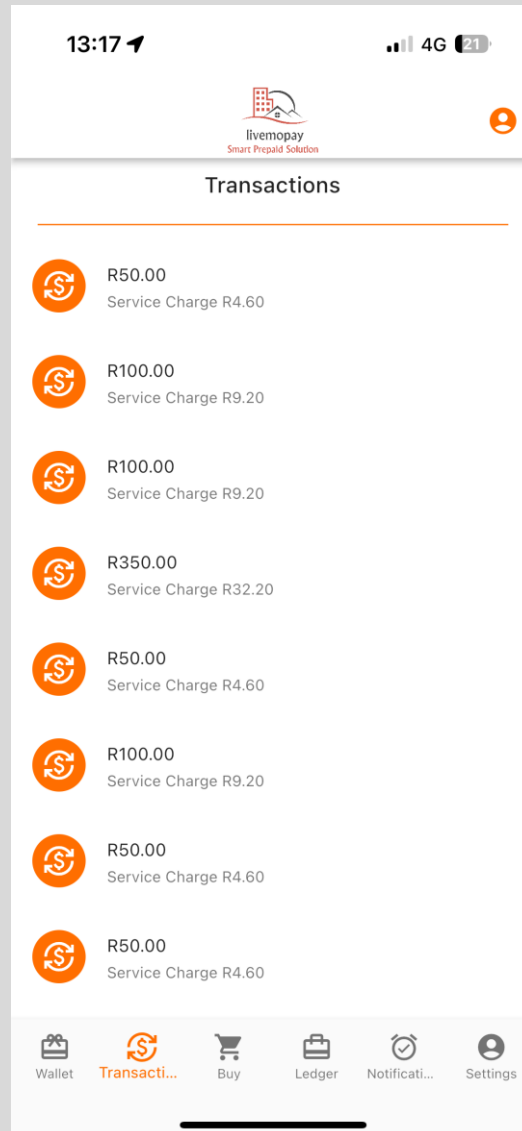 13:17
4G 21
livemopay
Smart Prepaid Solution
Transactions
R50.00
Service Charge R4.60
R100.00
Service Charge R9.20
R100.00
Service Charge R9.20
R350.00
Service Charge R32.20
R50.00
Service Charge R4.60
R100.00
Service Charge R9.20
R50.00
Service Charge R4.60
R50.00
Service Charge R4.60
Wallet Transacti... Buy Ledger Notificati... Settings